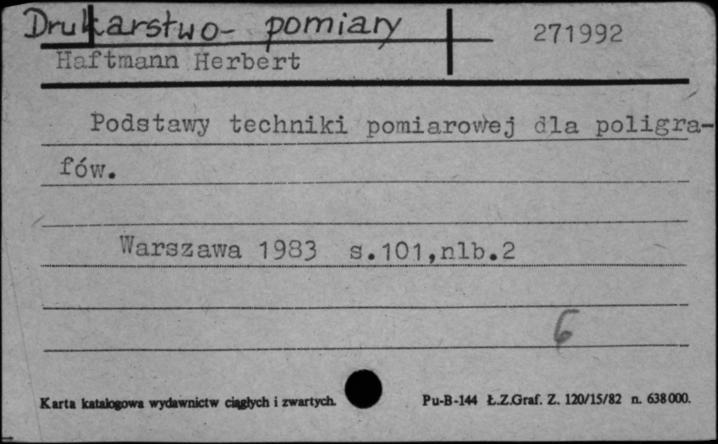 Drukarstwo- pomiary
271992
Haftmann Herbert
Podstawy techniki pomiarowej dla poligra-
fów.
Warszawa 1983 s.101,nlb.2
6
Karta katalogowa wydawnictw ciągłych i zwartych.
Pu-B-144 Ł.Z.Graf. Z. 120/15/82 n. 638000.